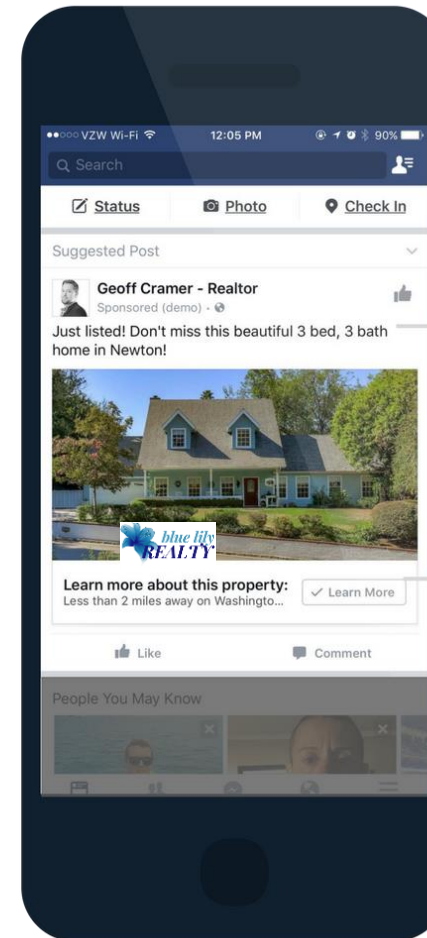 VZW Wi-Fi 12:05 PM 90%
Search
Status Photo Check In
Suggested Post
Geoff Cramer - Realtor
Sponsored (demo) ·
Just listed! Don't miss this beautiful 3 bed, 3 bath
home in Newton!
blue lily
REALTY
Learn more about this property:
Less than 2 miles away on Washingto...
Learn More
Like Comment
People You May Know